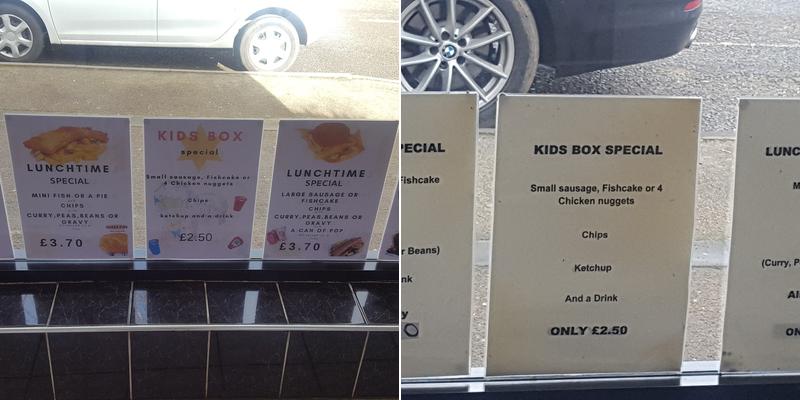 LUNCHTIME
SPECIAL
MINI FISH OR A PIE
CHIPS
CURRY,PEAS,BEANS OR
GRAVY
£3.70
KIDS BOX
special
Small sausage, Fishcake or
4 Chicken nuggets
Chips
ketchup and a drink
£2.50
LUNCHTIME
SPECIAL
LARGE SAUSAGE OR
FISHCAKE
CHIPS
CURRY,PEAS,BEANS OR
GRAVY
A CAN OF POP
£3.70
ECIAL
Fishcake
r Beans)
nk
y
KIDS BOX SPECIAL
Small sausage, Fishcake or 4
Chicken nuggets
Chips
Ketchup
And a Drink
ONLY £2.50
LUNC
M
(Curry, P
Al
ON